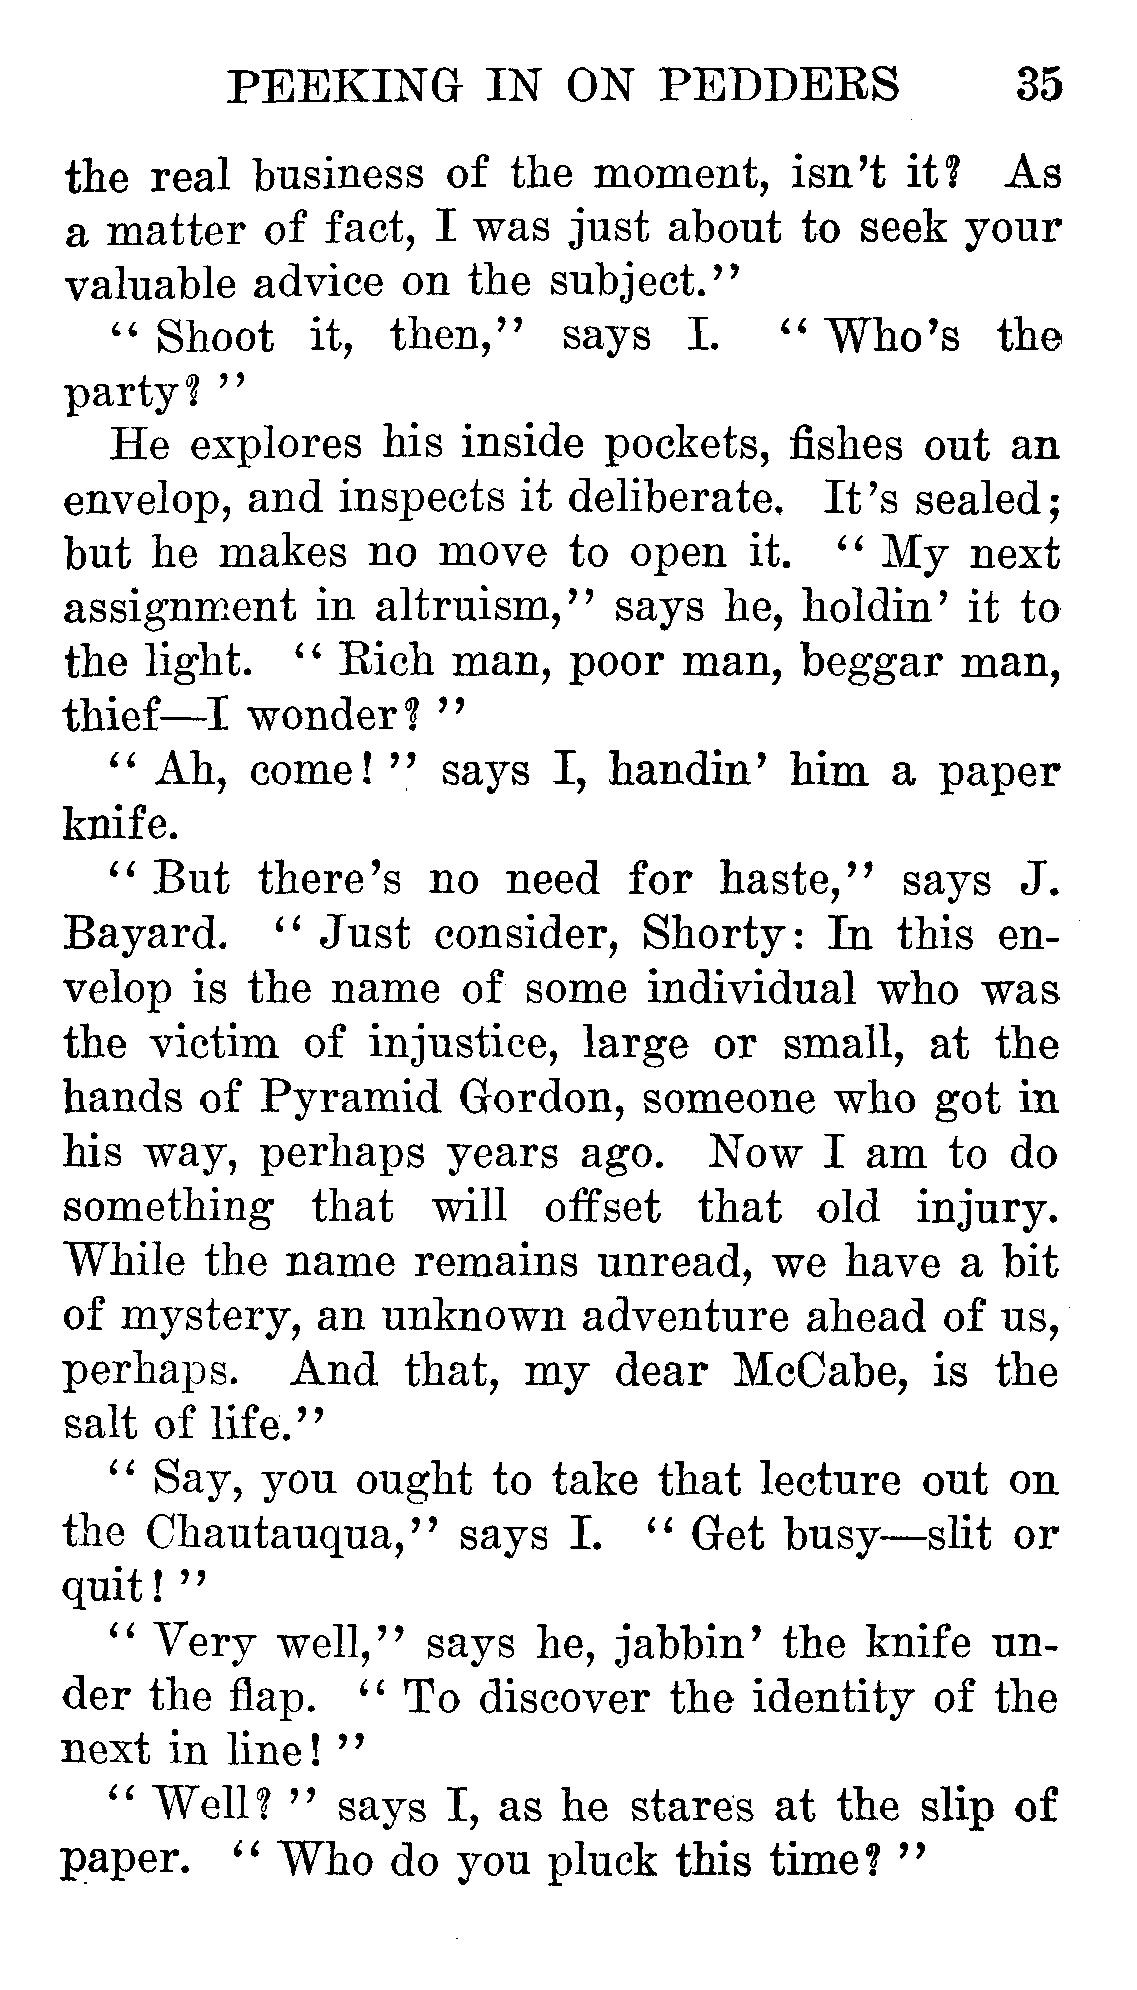 PEEKING IN ON PEDDERS 35
the real business of the moment, isn't it? As
a matter of fact, I was just about to seek your
valuable advice on the subject."
" Shoot it, then," says I. " Who's the
party? "
He explores his inside pockets, fishes out an
envelop, and inspects it deliberate. It's sealed;
but he makes no move to open it. " My next
assignment in altruism," says he, holdin' it to
the light. " Rich man, poor man, beggar man,
thief—I wonder? "
" Ah, come! " says I, handin' him a paper
knife.
" But there's no need for haste," says J.
Bayard. " Just consider, Shorty: In this en-
velop is the name of some individual who was
the victim of injustice, large or small, at the
hands of Pyramid Gordon, someone who got in
his way, perhaps years ago. Now I am to do
something that will offset that old injury.
While the name remains unread, we have a bit
of mystery, an unknown adventure ahead of us,
perhaps. And that, my dear McCabe, is the
salt of life."
" Say, you ought to take that lecture out on
the Chautauqua," says I. " Get busy—slit or
quit! "
" Very well," says he, jabbin' the knife un-
der the flap. " To discover the identity of the
next in line! "
" Well? " says I, as he stares at the slip of
paper. " Who do you pluck this time? "